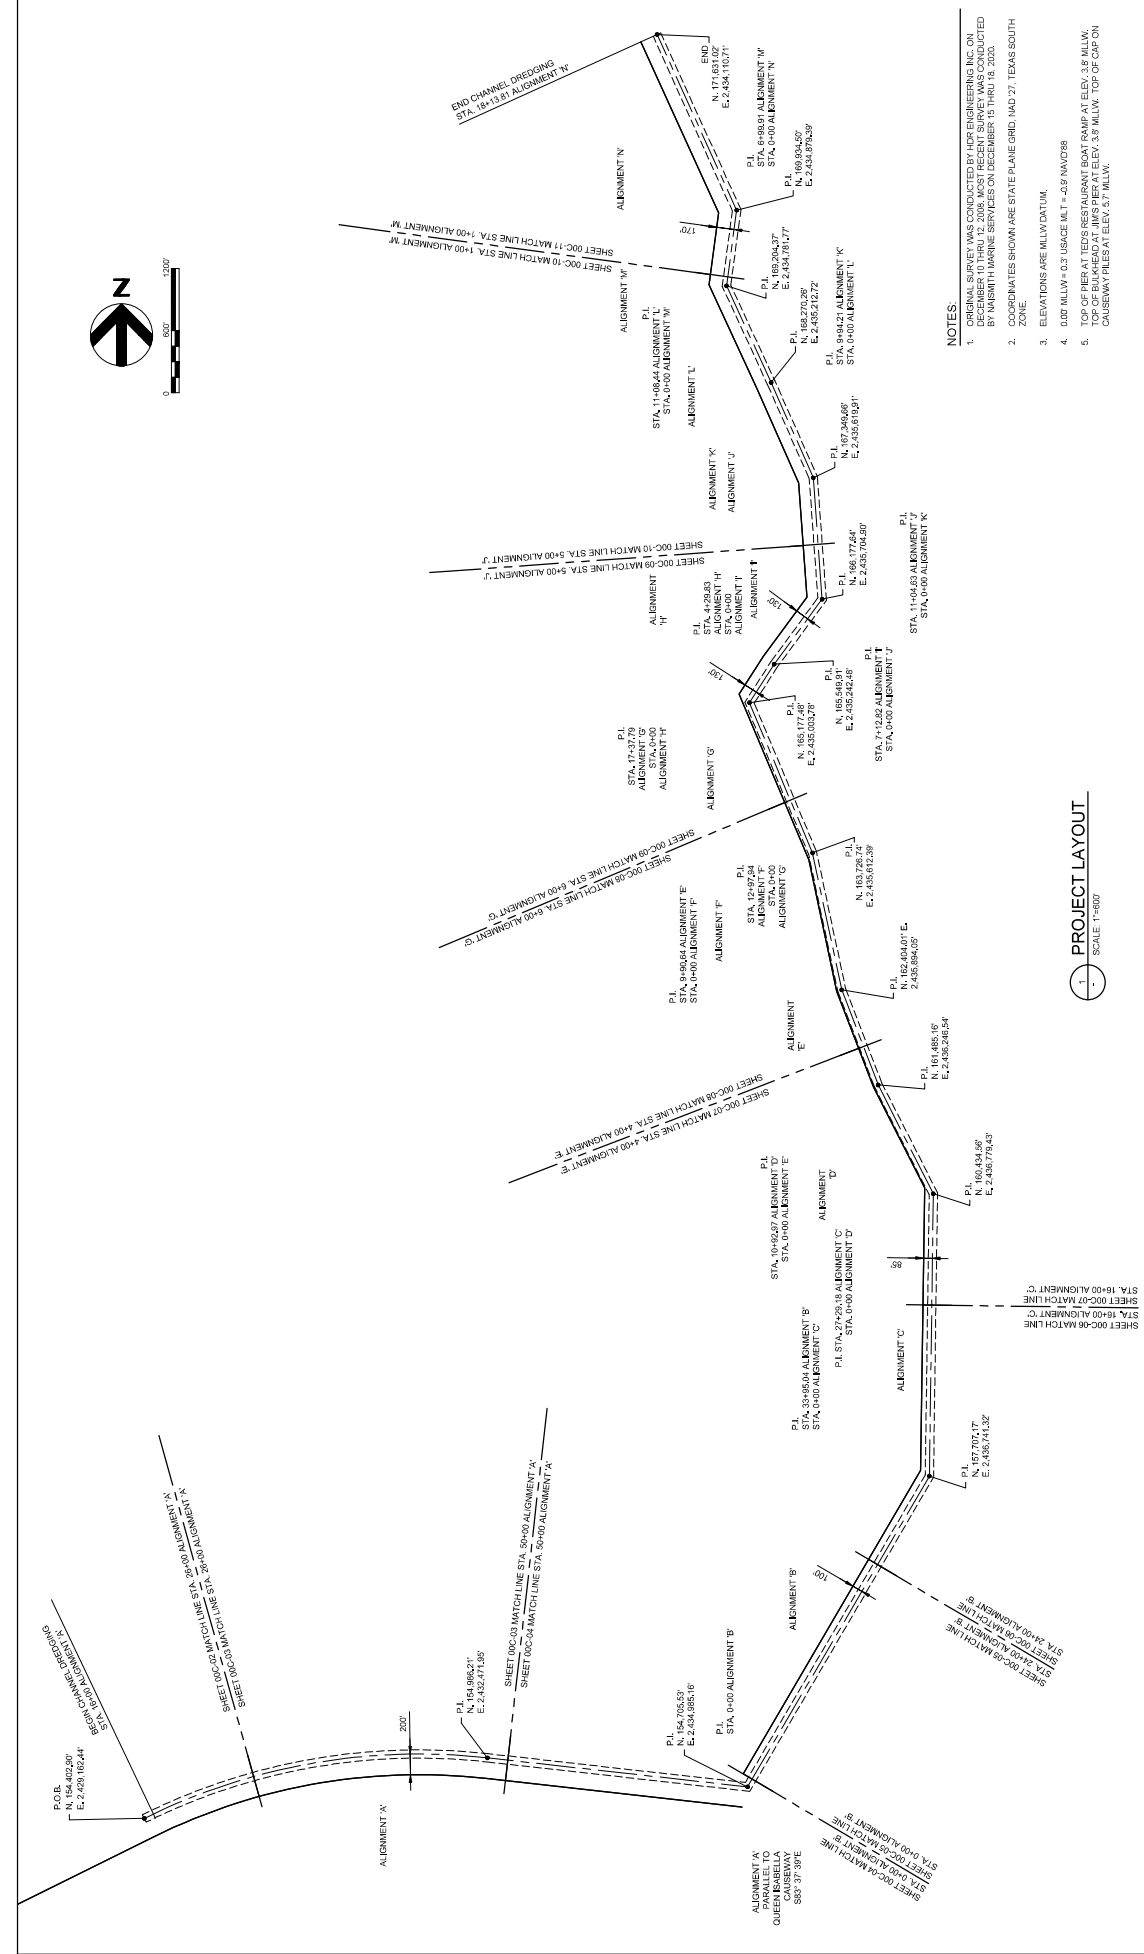 P.O.B.
N. 154,402.90'
E. 2,429,162.44'
BEGIN CHANNEL DREDGING
STA. 16+00 ALIGNMENT 'A'
SHEET 00C-02 MATCH LINE STA. 26+00 ALIGNMENT 'A'
SHEET 00C-03 MATCH LINE STA. 26+00 ALIGNMENT 'A'
ALIGNMENT 'A'
200'
P.I.
N. 154,986.21'
E. 2,432,471.95'
SHEET 00C-03 MATCH LINE STA. 50+00 ALIGNMENT 'A'
SHEET 00C-04 MATCH LINE STA. 50+00 ALIGNMENT 'A'
P.I.
N. 154,705.53'
E. 2,434,985.16'
P.I.
STA. 0+00 ALIGNMENT 'B'
ALIGNMENT 'A'
PARALLEL TO
QUEEN ISABELLA
CAUSEWAY
S83° 37' 39"E
SHEET 00C-04 MATCH LINE
STA. 0+00 ALIGNMENT 'B'
SHEET 00C-05 MATCH LINE
STA. 0+00 ALIGNMENT 'B'
ALIGNMENT 'B'
100'
SHEET 00C-05 MATCH LINE
STA. 24+00 ALIGNMENT 'B'
SHEET 00C-06 MATCH LINE
STA. 24+00 ALIGNMENT 'B'
P.I.
STA. 33+95.04 ALIGNMENT 'B'
STA. 0+00 ALIGNMENT 'C'
P.I.
N. 157,707.17'
E. 2,436,741.32'
ALIGNMENT 'C'
SHEET 00C-06 MATCH LINE
STA. 16+00 ALIGNMENT 'C'
SHEET 00C-07 MATCH LINE
STA. 16+00 ALIGNMENT 'C'
85'
P.I. STA. 27+29.18 ALIGNMENT 'C'
STA. 0+00 ALIGNMENT 'D'
P.I.
N. 160,434.56'
E. 2,436,779.43'
ALIGNMENT
'D'
P.I.
STA. 10+92.97 ALIGNMENT 'D'
STA. 0+00 ALIGNMENT 'E'
P.I.
N. 161,485.16'
E. 2,436,246.54'
SHEET 00C-07 MATCH LINE STA. 4+00 ALIGNMENT 'E'
SHEET 00C-08 MATCH LINE STA. 4+00 ALIGNMENT 'E'
ALIGNMENT
'E'
P.I.
N. 162,404.01' E.
2,435,894.05'
P.I.
STA. 9+90.64 ALIGNMENT 'E'
STA. 0+00 ALIGNMENT 'F'
ALIGNMENT 'F'
P.I.
STA. 12+97.94
ALIGNMENT 'F'
STA. 0+00
ALIGNMENT 'G'
P.I.
N. 163,726.74'
E. 2,435,612.39'
SHEET 00C-08 MATCH LINE STA. 6+00 ALIGNMENT 'G'
SHEET 00C-09 MATCH LINE STA. 6+00 ALIGNMENT 'G'
ALIGNMENT 'G'
P.I.
STA. 17+37.79
ALIGNMENT 'G'
STA. 0+00
ALIGNMENT 'H'
130'
P.I.
N. 165,177.48'
E. 2,435,003.78'
ALIGNMENT
'H'
P.I.
STA. 4+29.83
ALIGNMENT 'H'
STA. 0+00
ALIGNMENT 'I'
P.I.
N. 165,549.91'
E. 2,435,242.48'
ALIGNMENT 'I'
130'
P.I.
STA. 7+12.82 ALIGNMENT 'I'
STA. 0+00 ALIGNMENT 'J'
P.I.
N. 166,177.64'
E. 2,435,704.90'
SHEET 00C-09 MATCH LINE STA. 5+00 ALIGNMENT 'J'
SHEET 00C-10 MATCH LINE STA. 5+00 ALIGNMENT 'J'
ALIGNMENT 'J'
P.I.
STA. 11+04.63 ALIGNMENT 'J'
STA. 0+00 ALIGNMENT 'K'
P.I.
N. 167,349.66'
E. 2,435,619.91'
ALIGNMENT 'K'
P.I.
STA. 9+94.21 ALIGNMENT 'K'
STA. 0+00 ALIGNMENT 'L'
P.I.
N. 168,270.26'
E. 2,435,212.72'
ALIGNMENT 'L'
P.I.
STA. 11+08.44 ALIGNMENT 'L'
STA. 0+00 ALIGNMENT 'M'
P.I.
N. 169,204.37'
E. 2,434,781.77'
ALIGNMENT 'M'
SHEET 00C-10 MATCH LINE STA. 1+00 ALIGNMENT 'M'
SHEET 00C-11 MATCH LINE STA. 1+00 ALIGNMENT 'M'
170'
P.I.
STA. 6+99.91 ALIGNMENT 'M'
STA. 0+00 ALIGNMENT 'N'
P.I.
N. 169,934.50'
E. 2,434,879.39'
ALIGNMENT 'N'
END CHANNEL DREDGING
STA. 18+13.81 ALIGNMENT 'N'
END
N. 171,631.02'
E. 2,434,110.71'
Z
0 600' 1200'
NOTES:
1. ORIGINAL SURVEY WAS CONDUCTED BY HDR ENGINEERING INC. ON
DECEMBER 10 THRU 12, 2008. MOST RECENT SURVEY WAS CONDUCTED
BY NAISMITH MARINE SERVICES ON DECEMBER 15 THRU 18, 2020.
2. COORDINATES SHOWN ARE STATE PLANE GRID, NAD '27, TEXAS SOUTH
ZONE.
3. ELEVATIONS ARE MLLW DATUM.
4. 0.00' MLLW = 0.3' USACE MLT = -0.9' NAVD'88
5. TOP OF PIER AT TED'S RESTAURANT BOAT RAMP AT ELEV. 3.8' MLLW.
TOP OF BULKHEAD AT JIM'S PIER AT ELEV. 3.8' MLLW. TOP OF CAP ON
CAUSEWAY PILES AT ELEV. 5.7' MLLW.
1
-
PROJECT LAYOUT
SCALE: 1"=600'